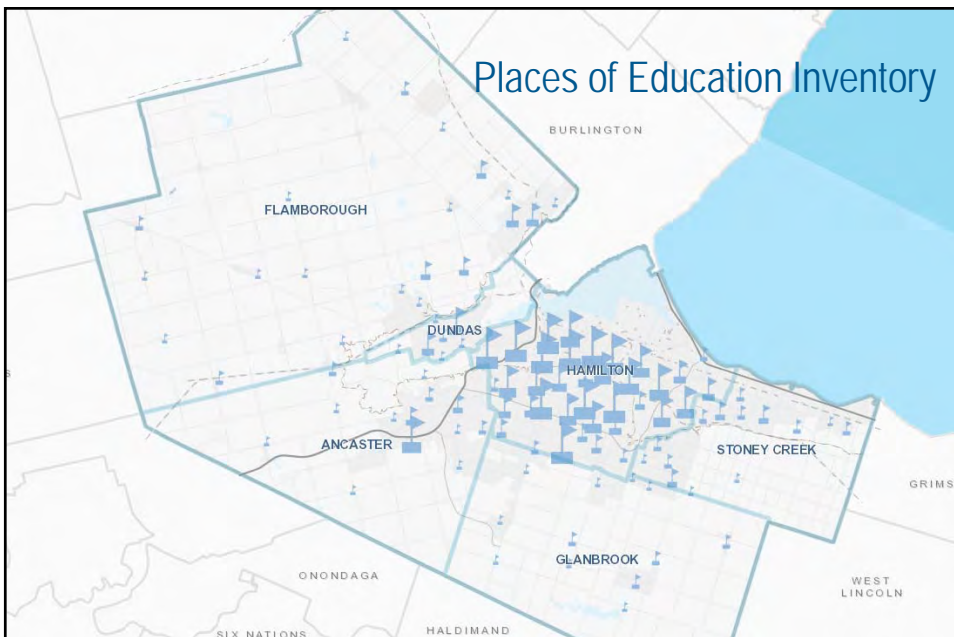 Places of Education Inventory
BURLINGTON
FLAMBOROUGH
DUNDAS
HAMILTON
ANCASTER
STONEY CREEK
GRIMS
GLANBROOK
ONONDAGA
WEST
LINCOLN
SIX NATIONS
HALDIMAND